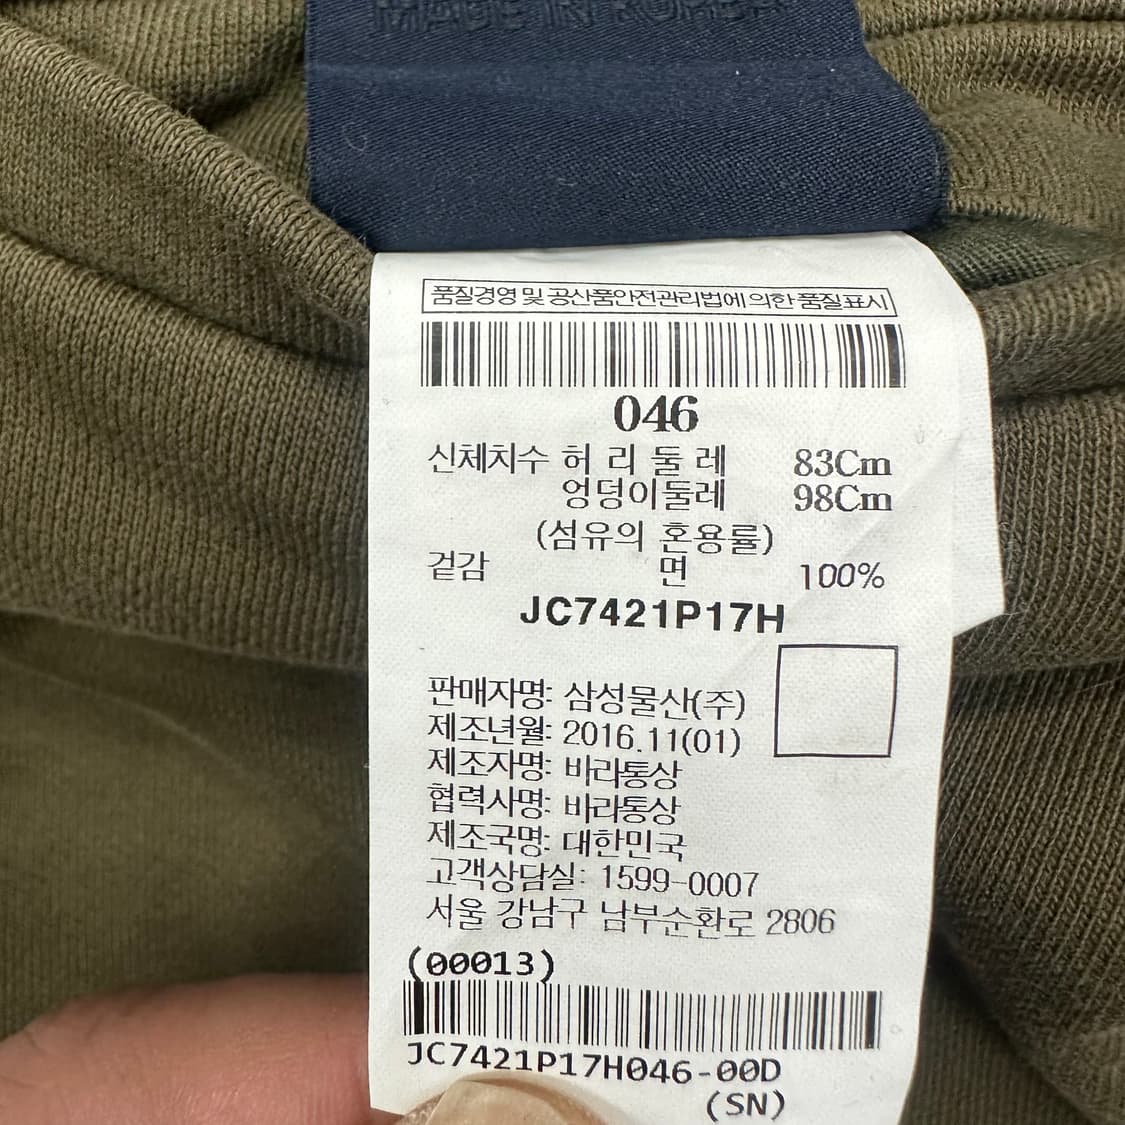 MADE IN KOREA
품질경영 및 공산품안전관리법에 의한 품질표시
046
신체치수 허리둘레 83Cm
엉덩이둘레 98Cm
(섬유의 혼용률)
겉감 면 100%
JC7421P17H
판매자명: 삼성물산(주)
제조년월: 2016.11(01)
제조자명: 바라통상
협력사명: 바라통상
제조국명: 대한민국
고객상담실: 1599-0007
서울 강남구 남부순환로 2806
(00013)
JC7421P17H046-00D
(SN)